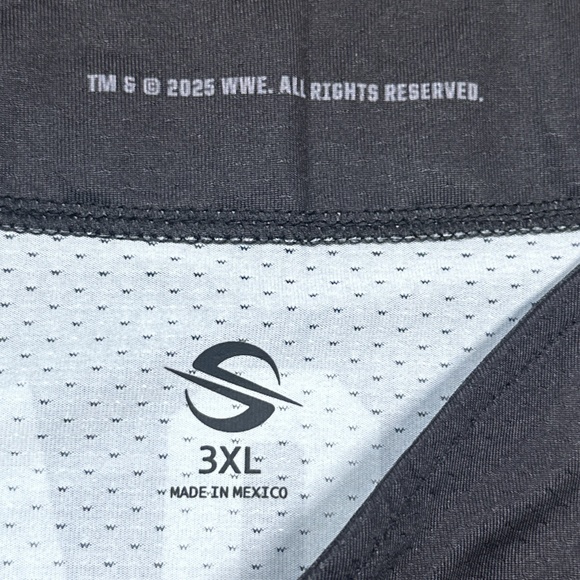 TM & © 2025 WWE. ALL RIGHTS RESERVED.
3XL
MADE IN MEXICO